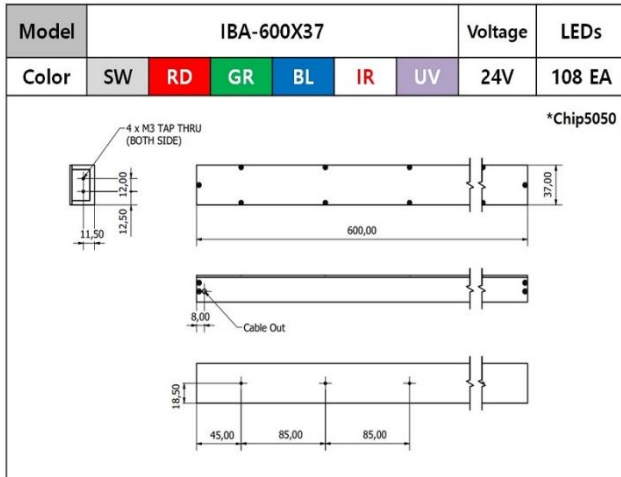 Model IBA-600X37 Voltage LEDs
Color SW RD GR BL IR UV 24V 108 EA
*Chip5050
4 x M3 TAP THRU
(BOTH SIDE)
12,00
12,50
11,50
37,00
600,00
8,00
Cable Out
18,50
45,00 85,00 85,00